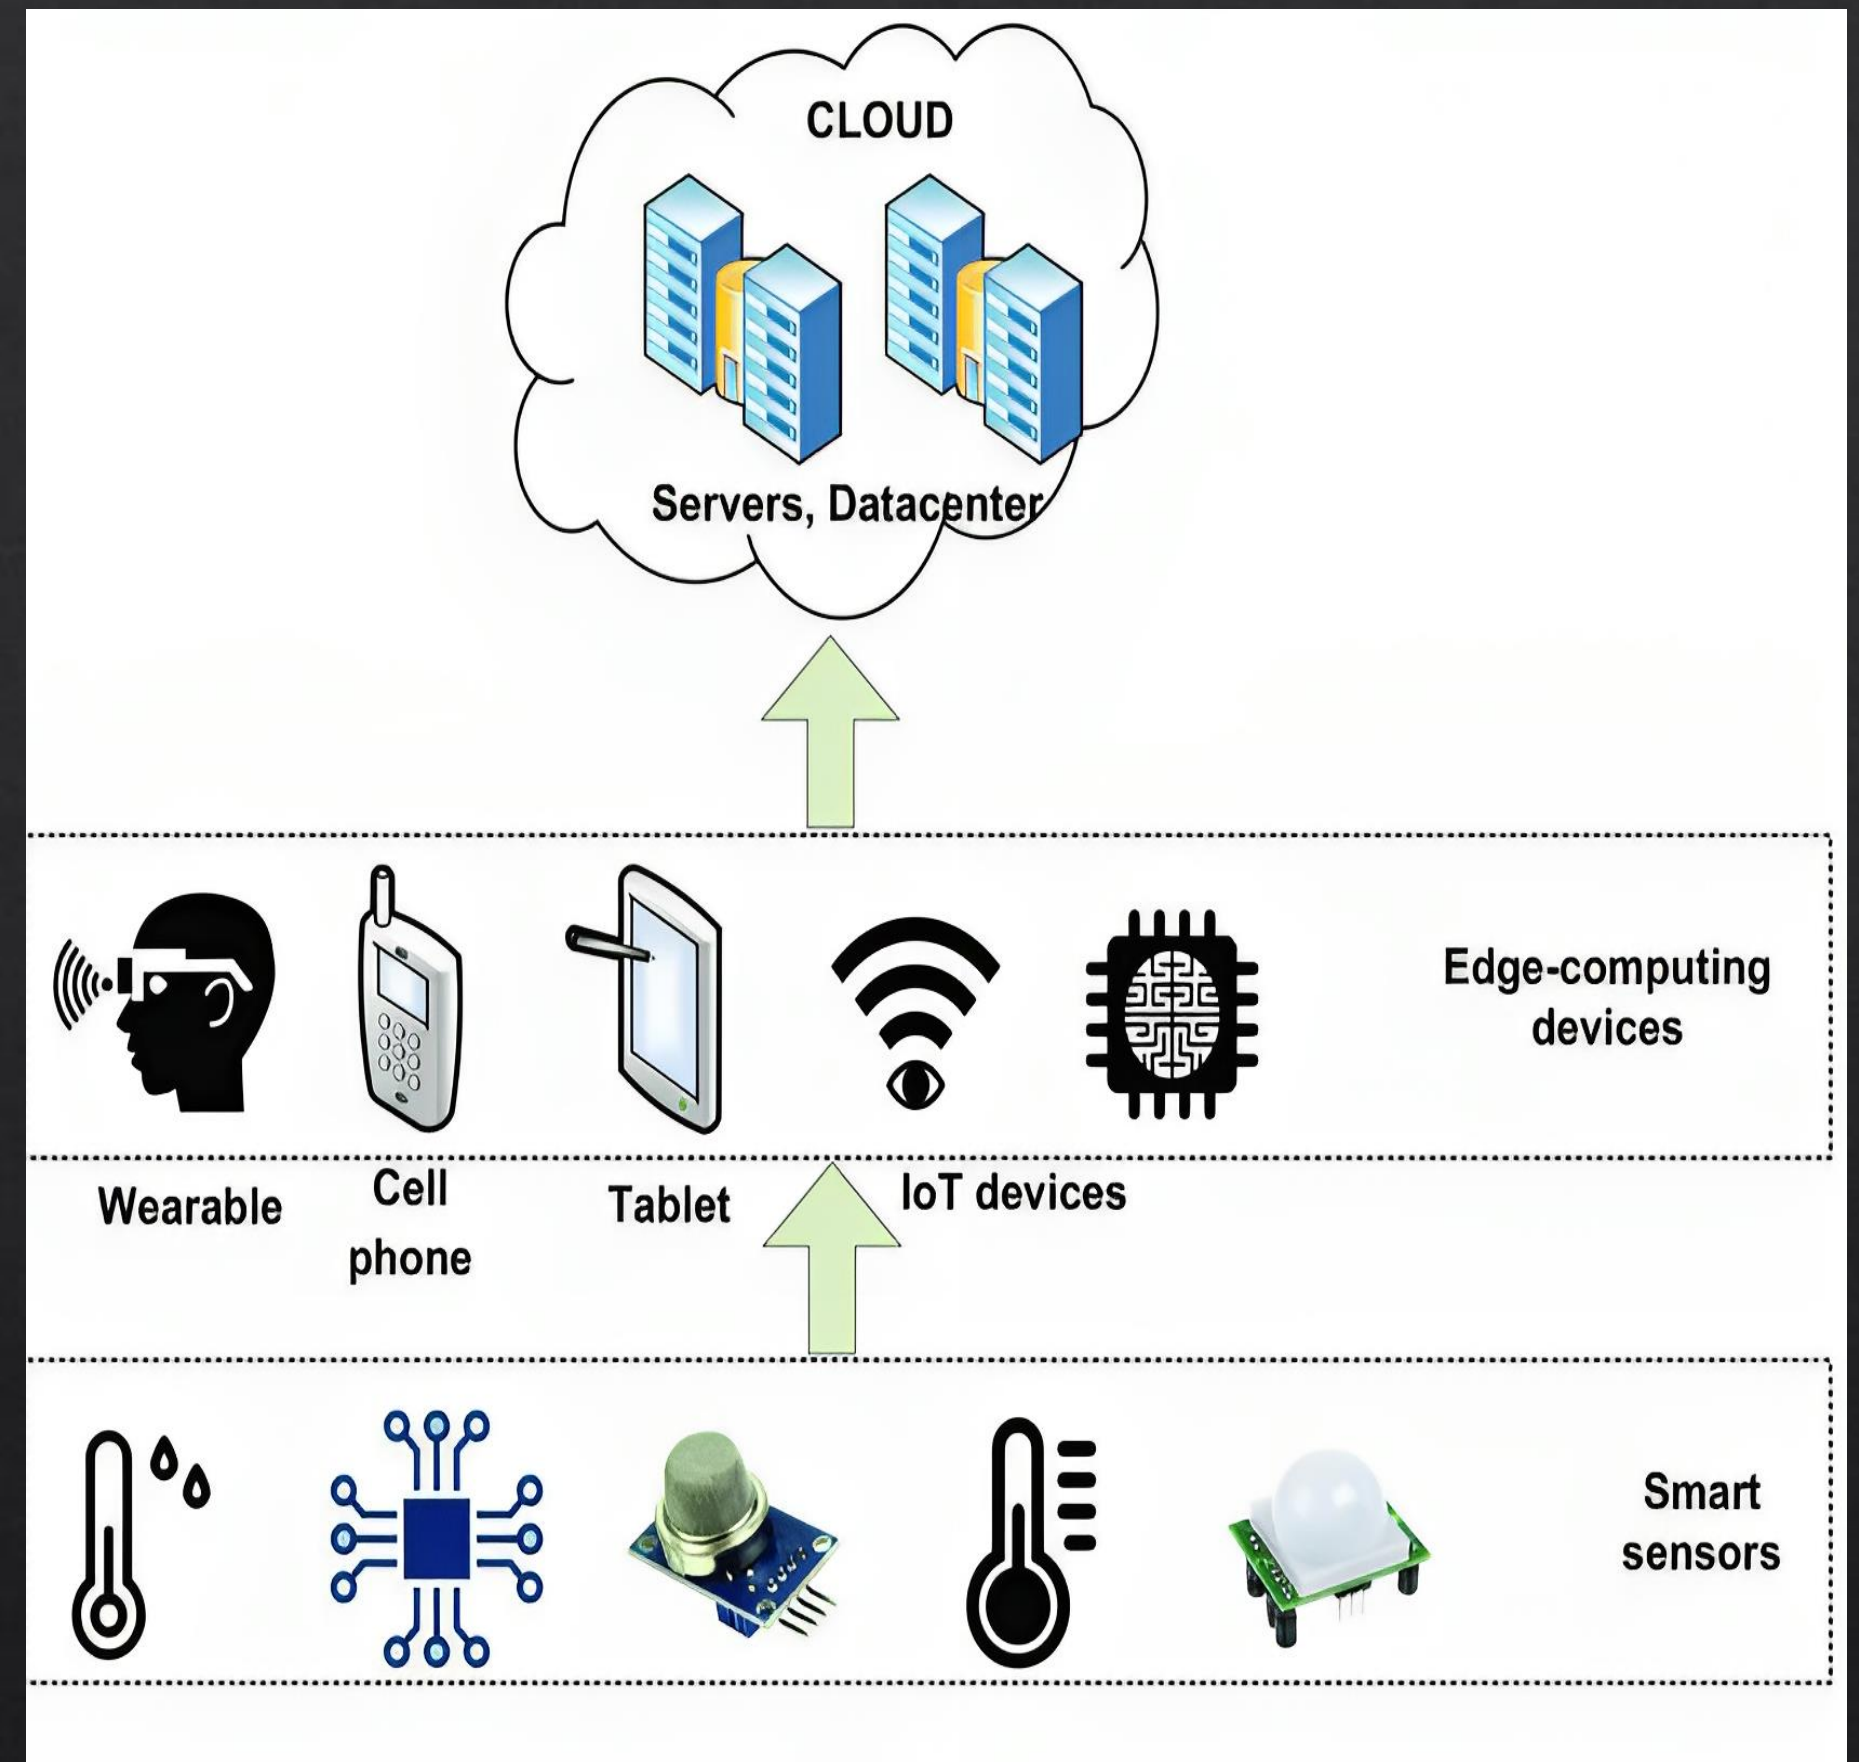 CLOUD
Servers, Datacenter
Edge-computing
devices
Wearable
Cell
phone
Tablet
IoT devices
Smart
sensors